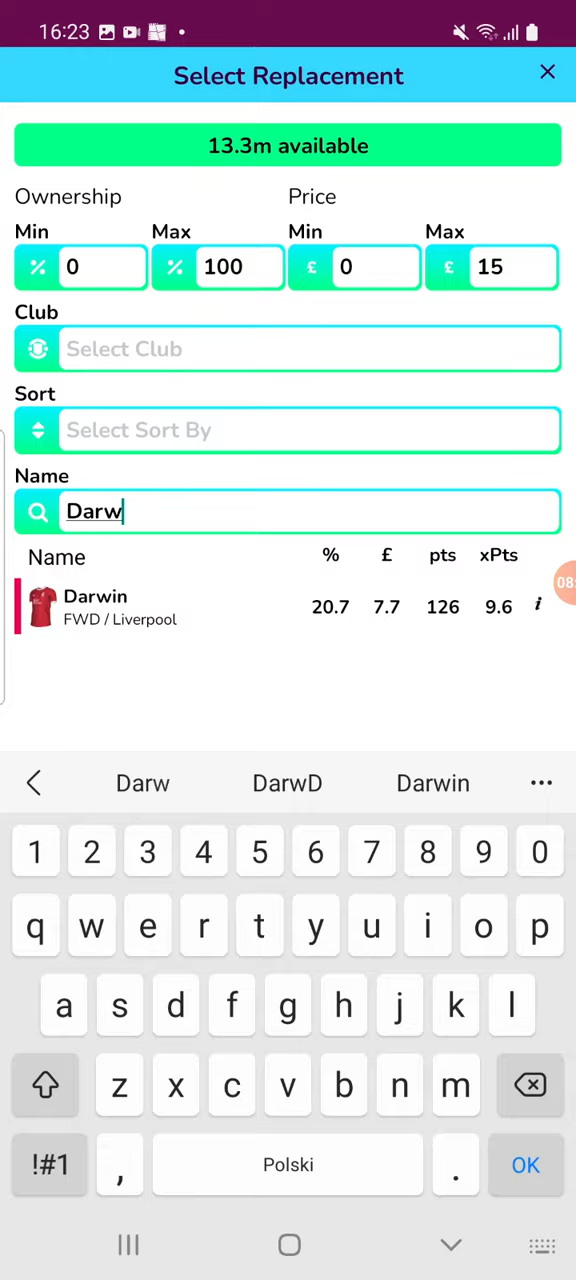 16:23
Select Replacement
13.3m available
Ownership Price
Min Max Min Max
% 0 % 100 £ 0 £ 15
Club
Select Club
Sort
Select Sort By
Name
Darw
Name % £ pts xPts
08:
Darwin
FWD / Liverpool
20.7 7.7 126 9.6 i
Darw DarwD Darwin ...
1 2 3 4 5 6 7 8 9 0
q w e r t y u i o p
a s d f g h j k l
z x c v b n m
!#1 , Polski . OK